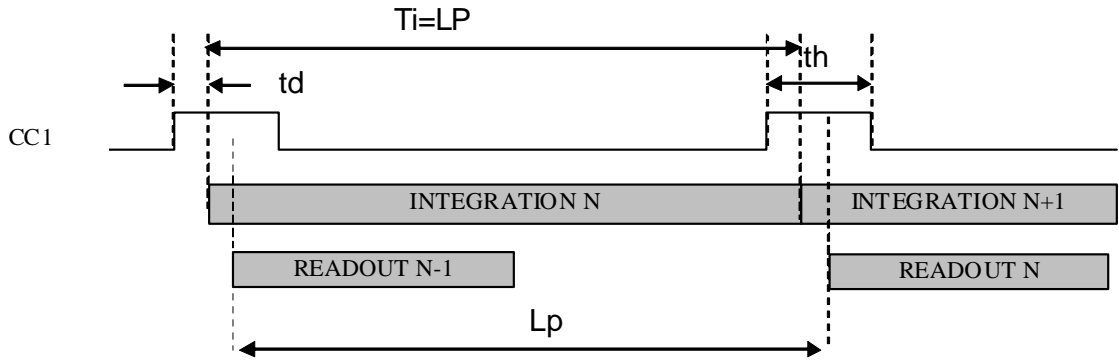 Ti=LP
th
td
CC1
INTEGRATION N
INTEGRATION N+1
READOUT N-1
READOUT N
Lp